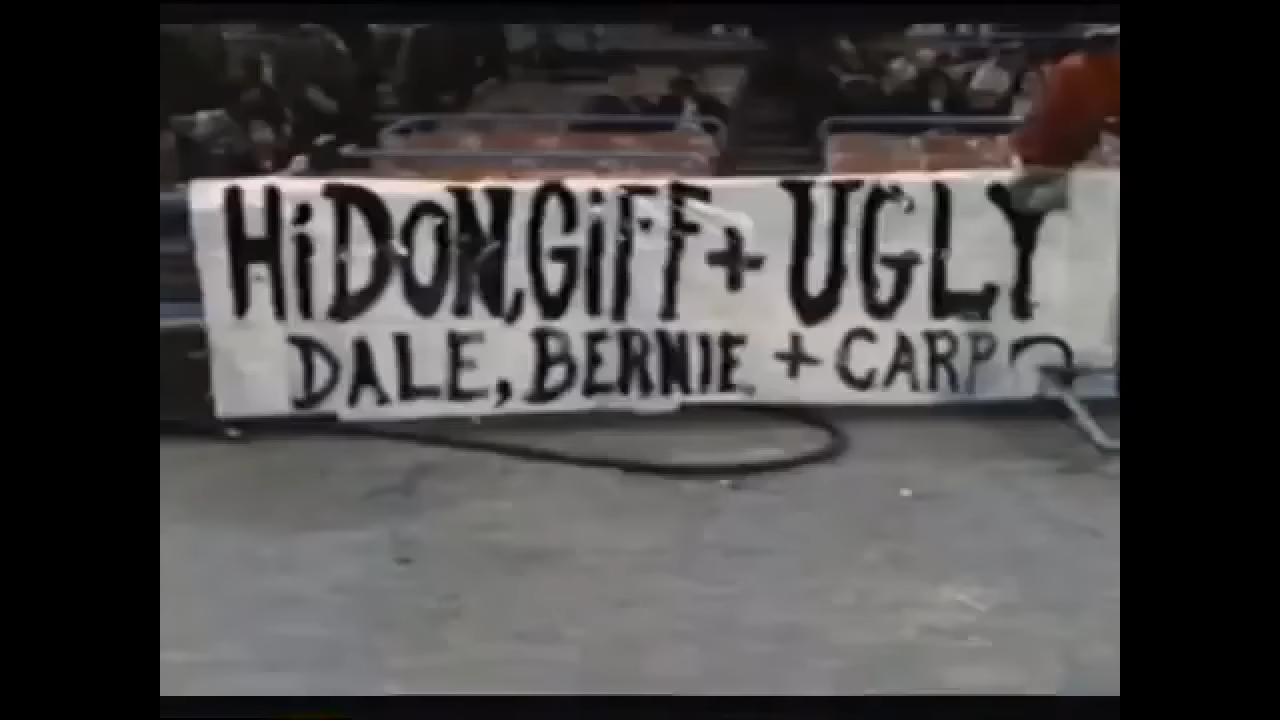 HiDON,GiFF + UGLY
DALE, BERNIE + CARP